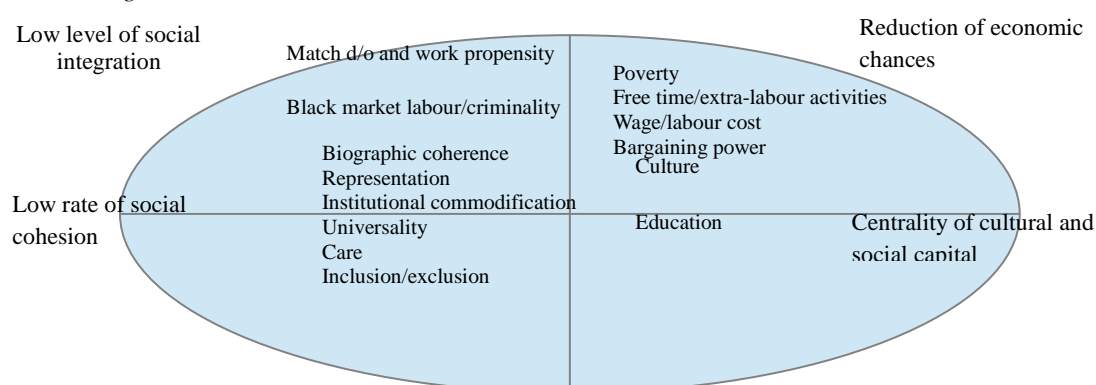 Low level of social
integration
Match d/o and work propensity
Black market labour/criminality
Reduction of economic
chances
Poverty
Free time/extra-labour activities
Wage/labour cost
Bargaining power
Culture
Biographic coherence
Representation
Institutional commodification
Universality
Care
Inclusion/exclusion
Low rate of social
cohesion
Education
Centrality of cultural and
social capital